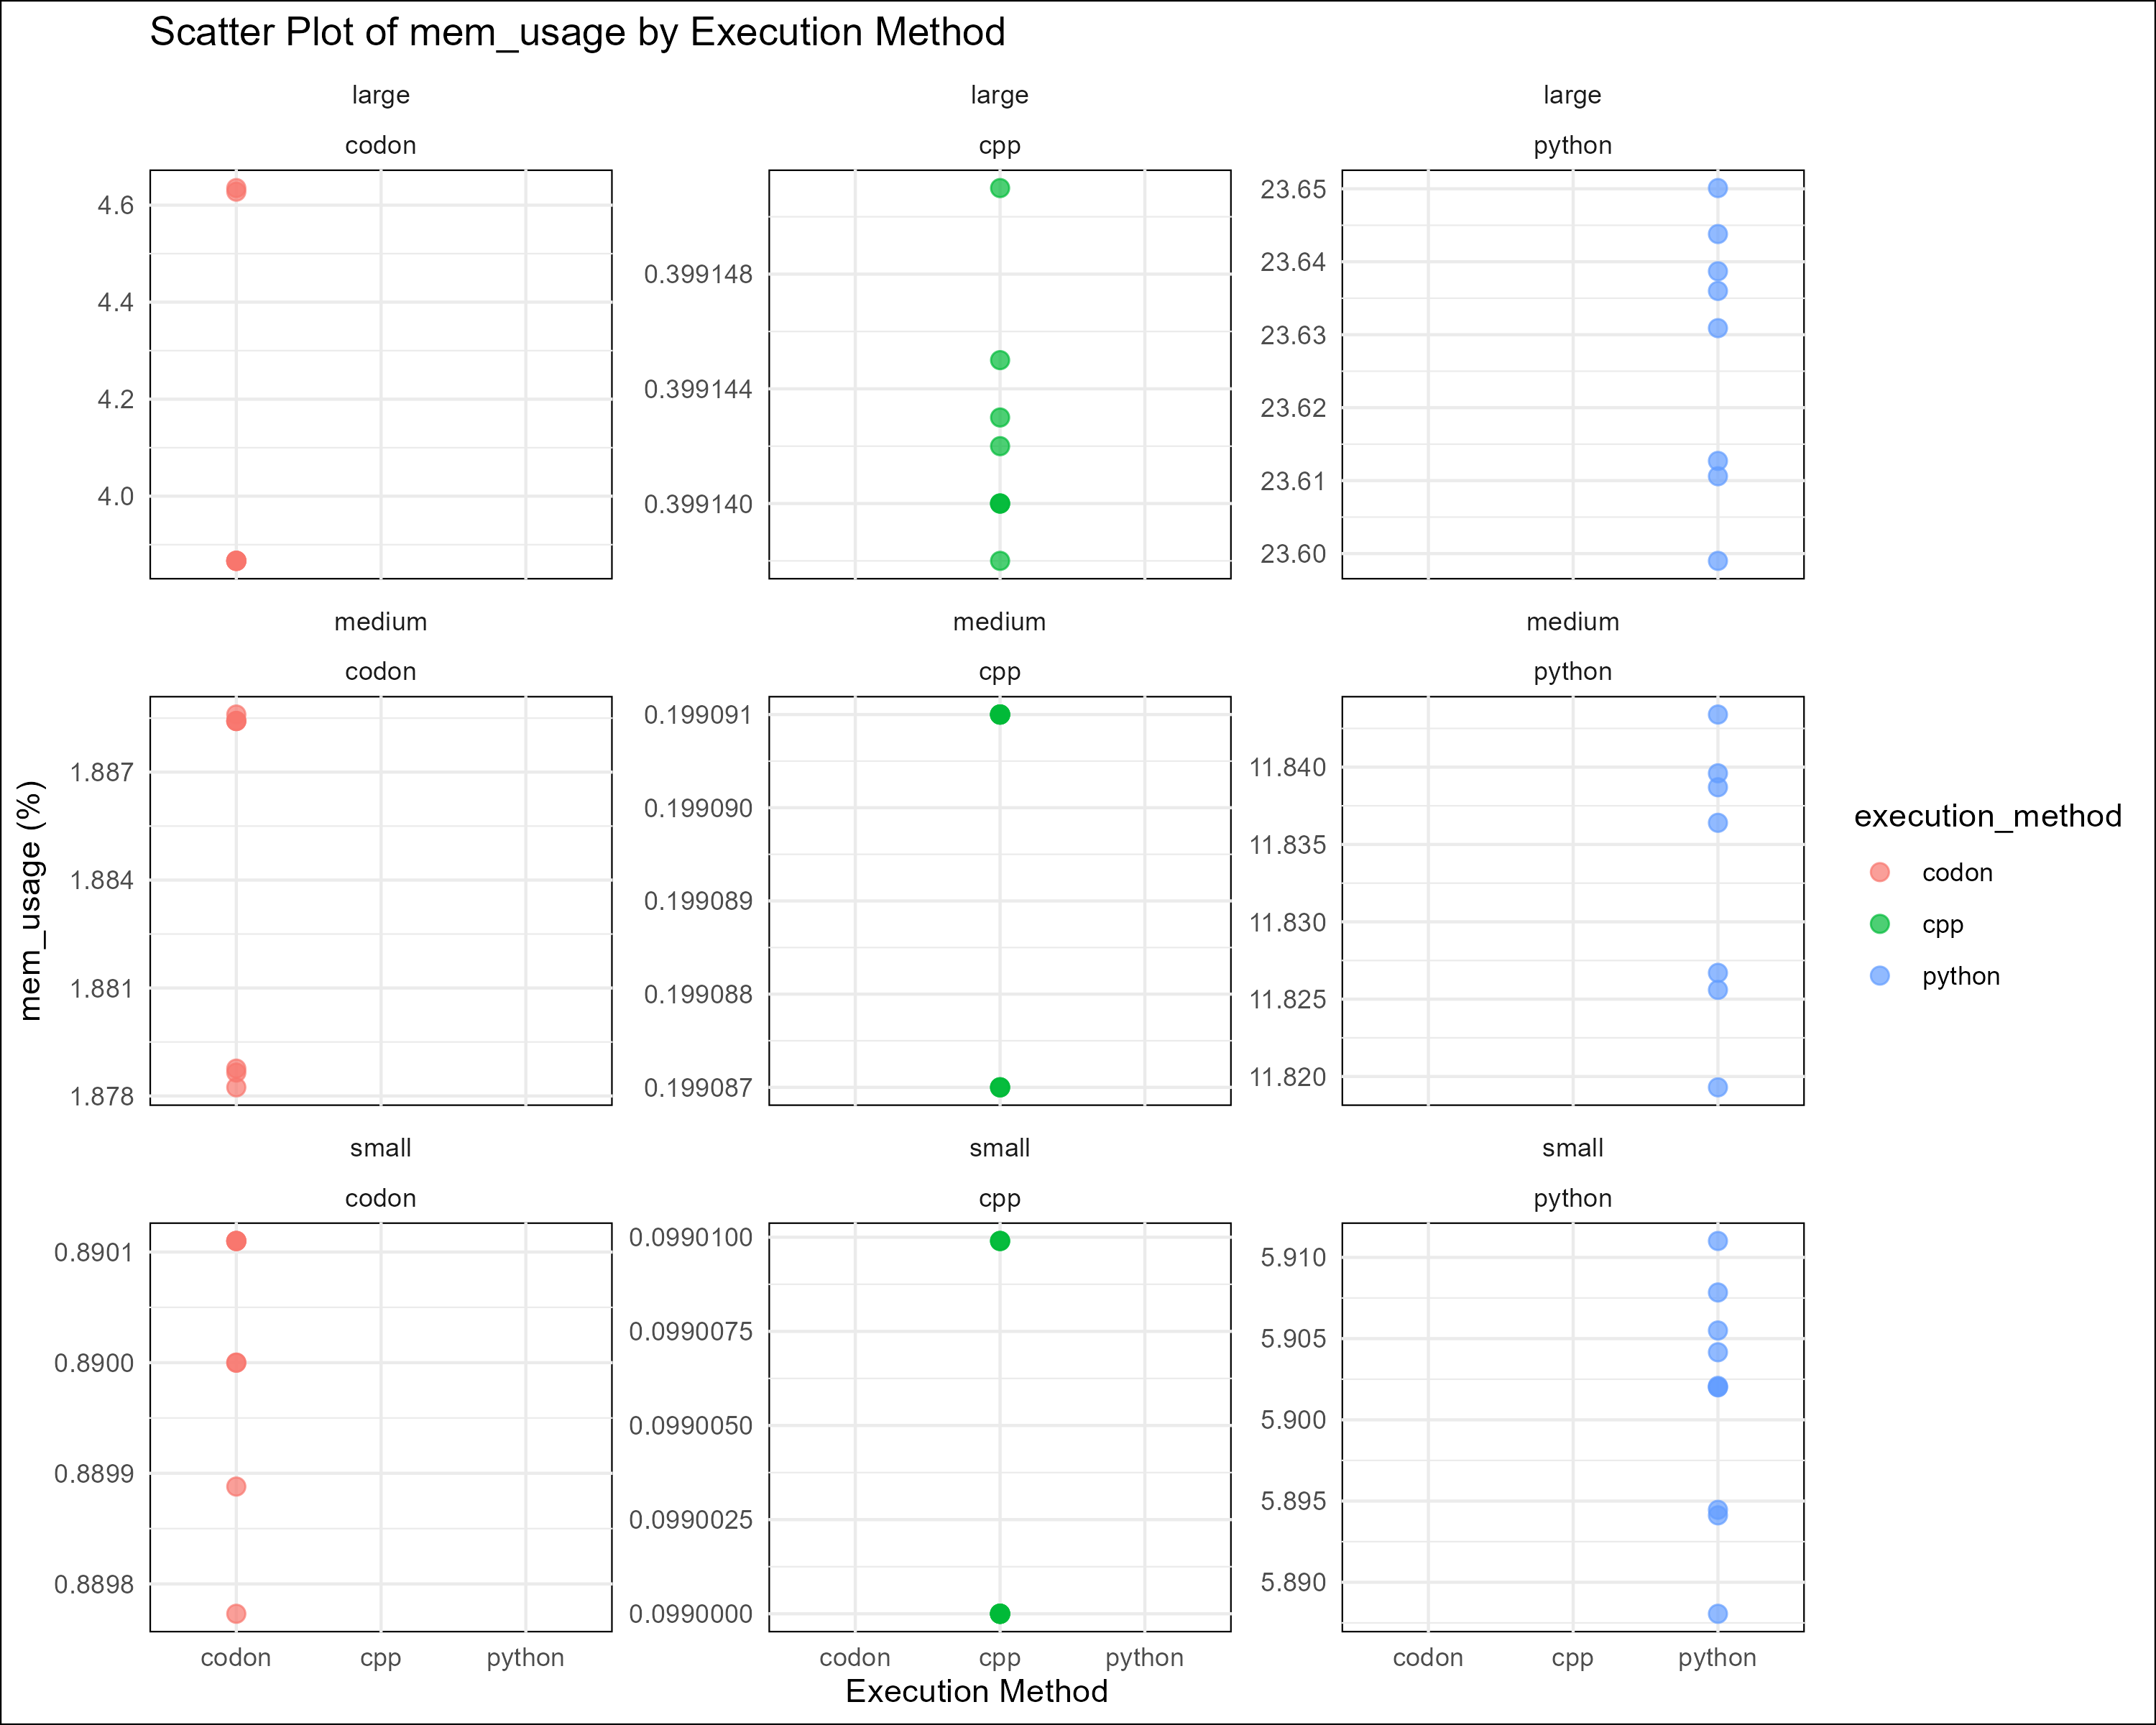 Scatter Plot of mem_usage by Execution Method
large
codon
4.6
4.4
4.2
4.0
large
cpp
0.399148
0.399144
0.399140
large
python
23.65
23.64
23.63
23.62
23.61
23.60
medium
codon
1.887
1.884
1.881
1.878
medium
cpp
0.199091
0.199090
0.199089
0.199088
0.199087
medium
python
11.840
11.835
11.830
11.825
11.820
small
codon
0.8901
0.8900
0.8899
0.8898
codon cpp python
small
cpp
0.0990100
0.0990075
0.0990050
0.0990025
0.0990000
codon cpp python
small
python
5.910
5.905
5.900
5.895
5.890
codon cpp python
mem_usage (%)
Execution Method
execution_method
codon
cpp
python